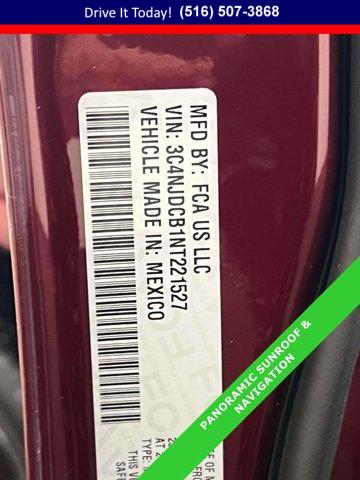 Drive It Today! (516) 507-3868
MFD BY: FCA US LLC
VIN: 3C4NJDCB1NT221527
VEHICLE MADE IN: MEXICO
PANORAMIC SUNROOF &
NAVIGATION